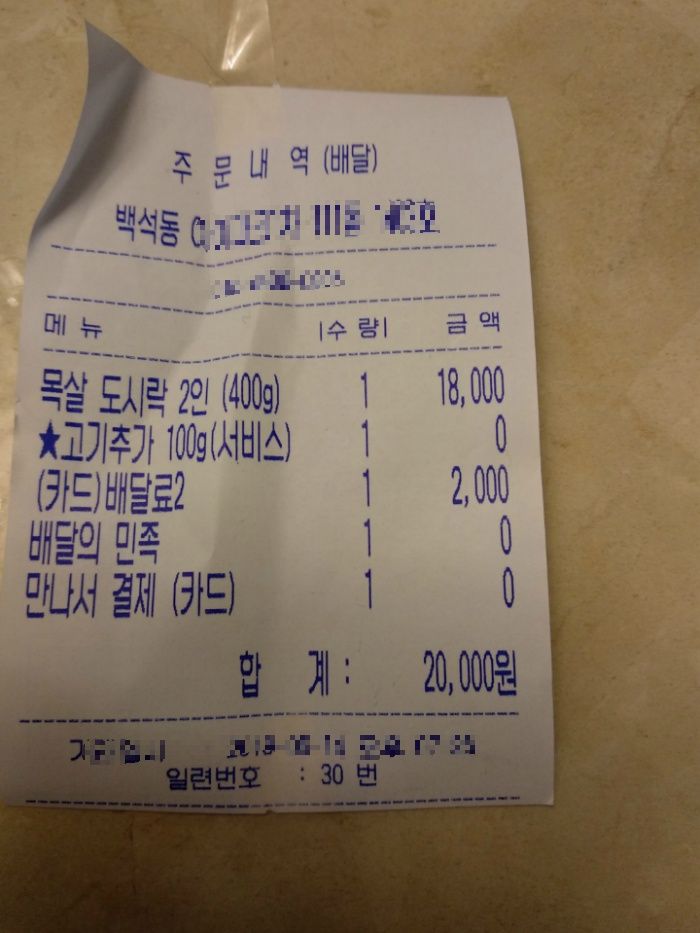 주문내역 (배달)
백석동
메뉴 |수량| 금액
목살 도시락 2인 (400g) 1 18,000
★고기추가 100g(서비스) 1 0
(카드)배달료2 1 2,000
배달의 민족 1 0
만나서 결제 (카드) 1 0
합 계 : 20,000원
일련번호 : 30 번